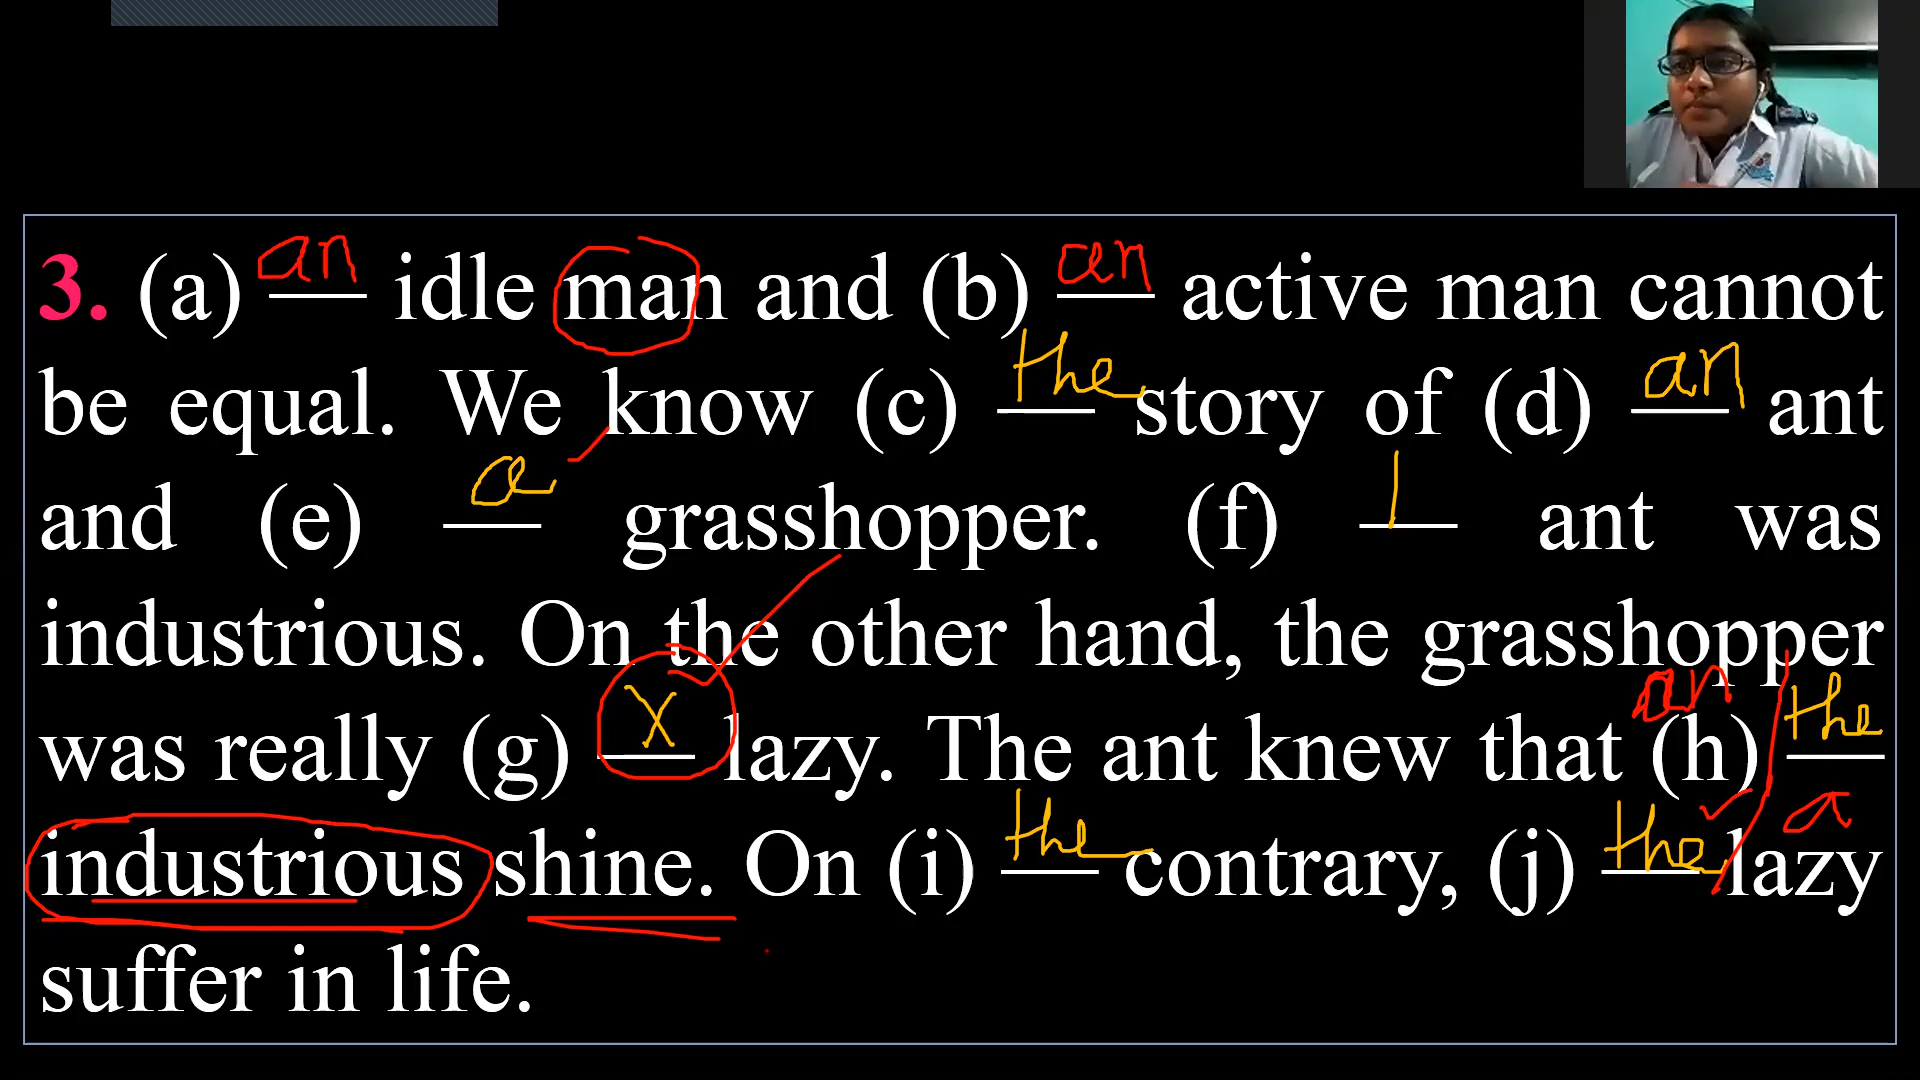 3. (a) an idle man and (b) an active man cannot
be equal. We know (c) the story of (d) an ant
and (e) a grasshopper. (f) ant was
industrious. On the other hand, the grasshopper
was really (g) X lazy. The ant knew that an (h) the
industrious shine. On (i) the contrary, (j) the lazy
suffer in life.